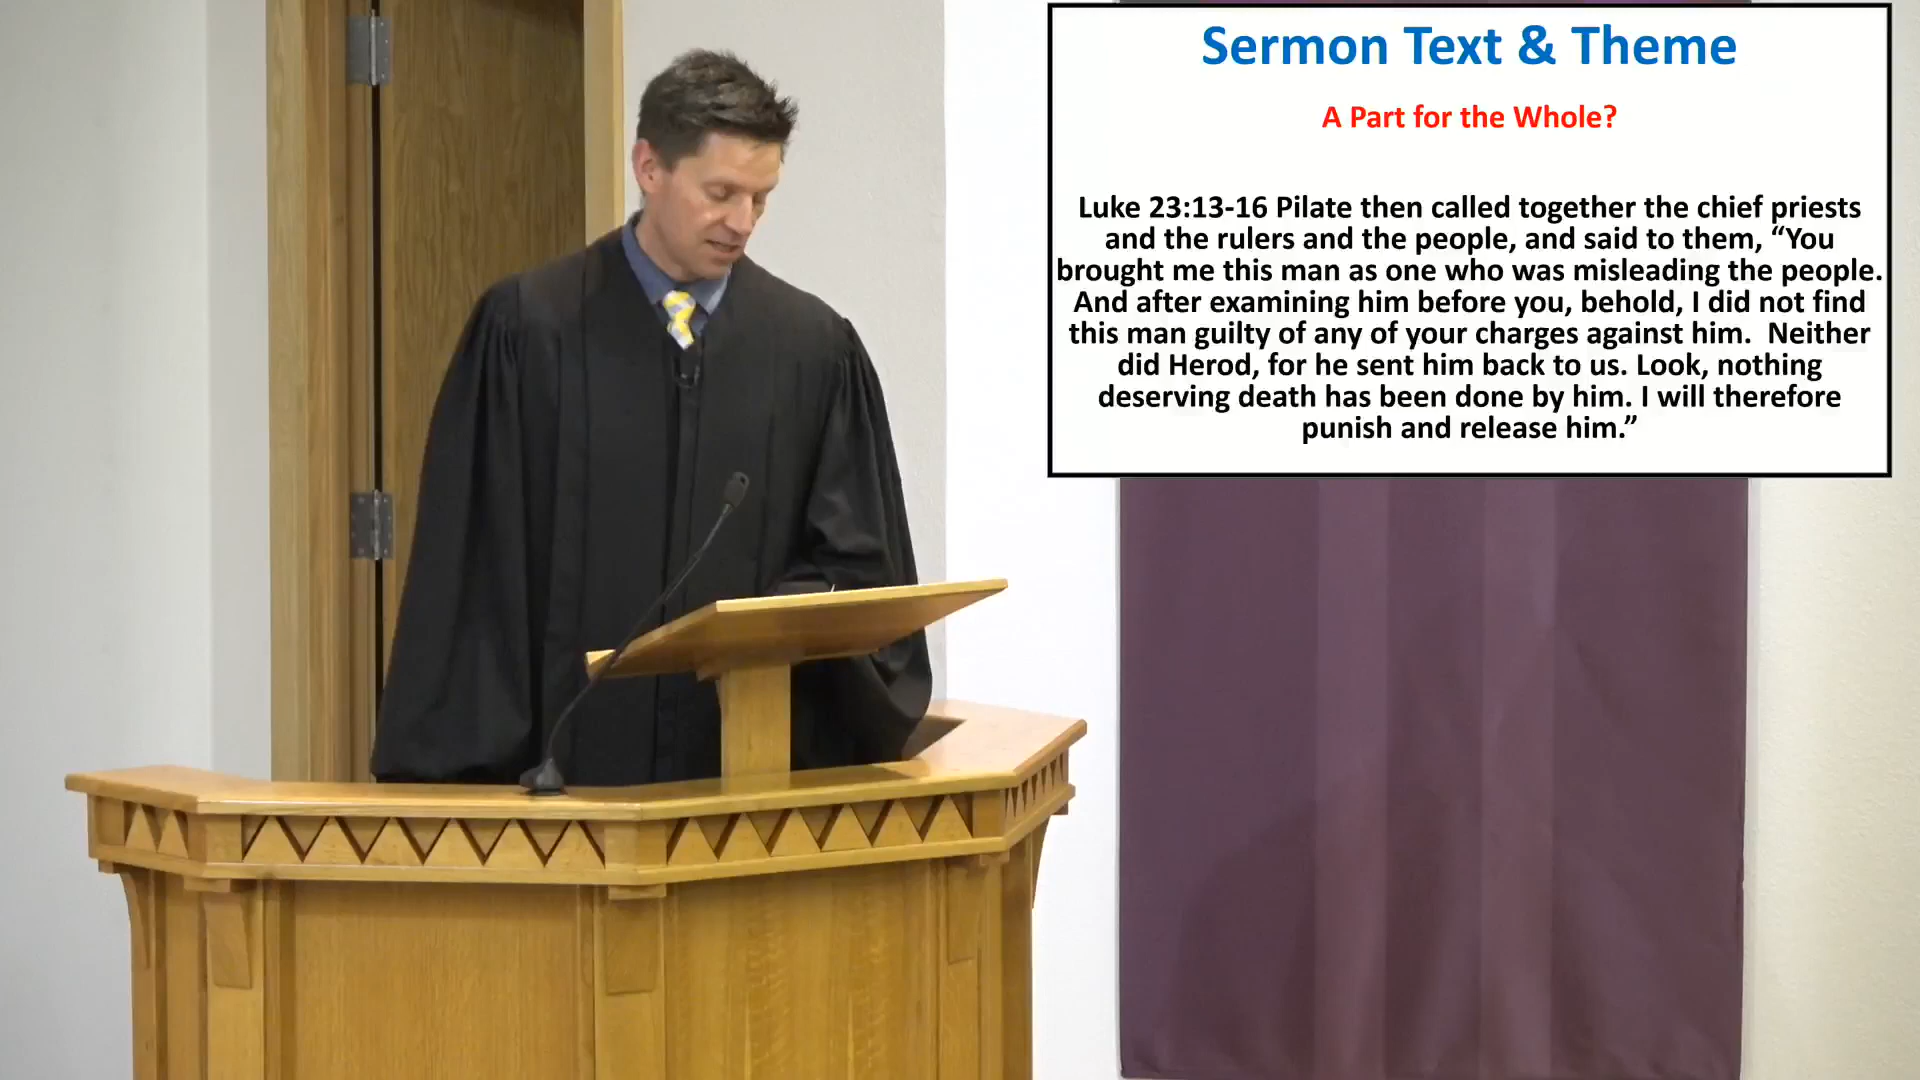 Sermon Text & Theme
A Part for the Whole?
Luke 23:13-16 Pilate then called together the chief priests
and the rulers and the people, and said to them, “You
brought me this man as one who was misleading the people.
And after examining him before you, behold, I did not find
this man guilty of any of your charges against him.  Neither
did Herod, for he sent him back to us. Look, nothing
deserving death has been done by him. I will therefore
punish and release him.”